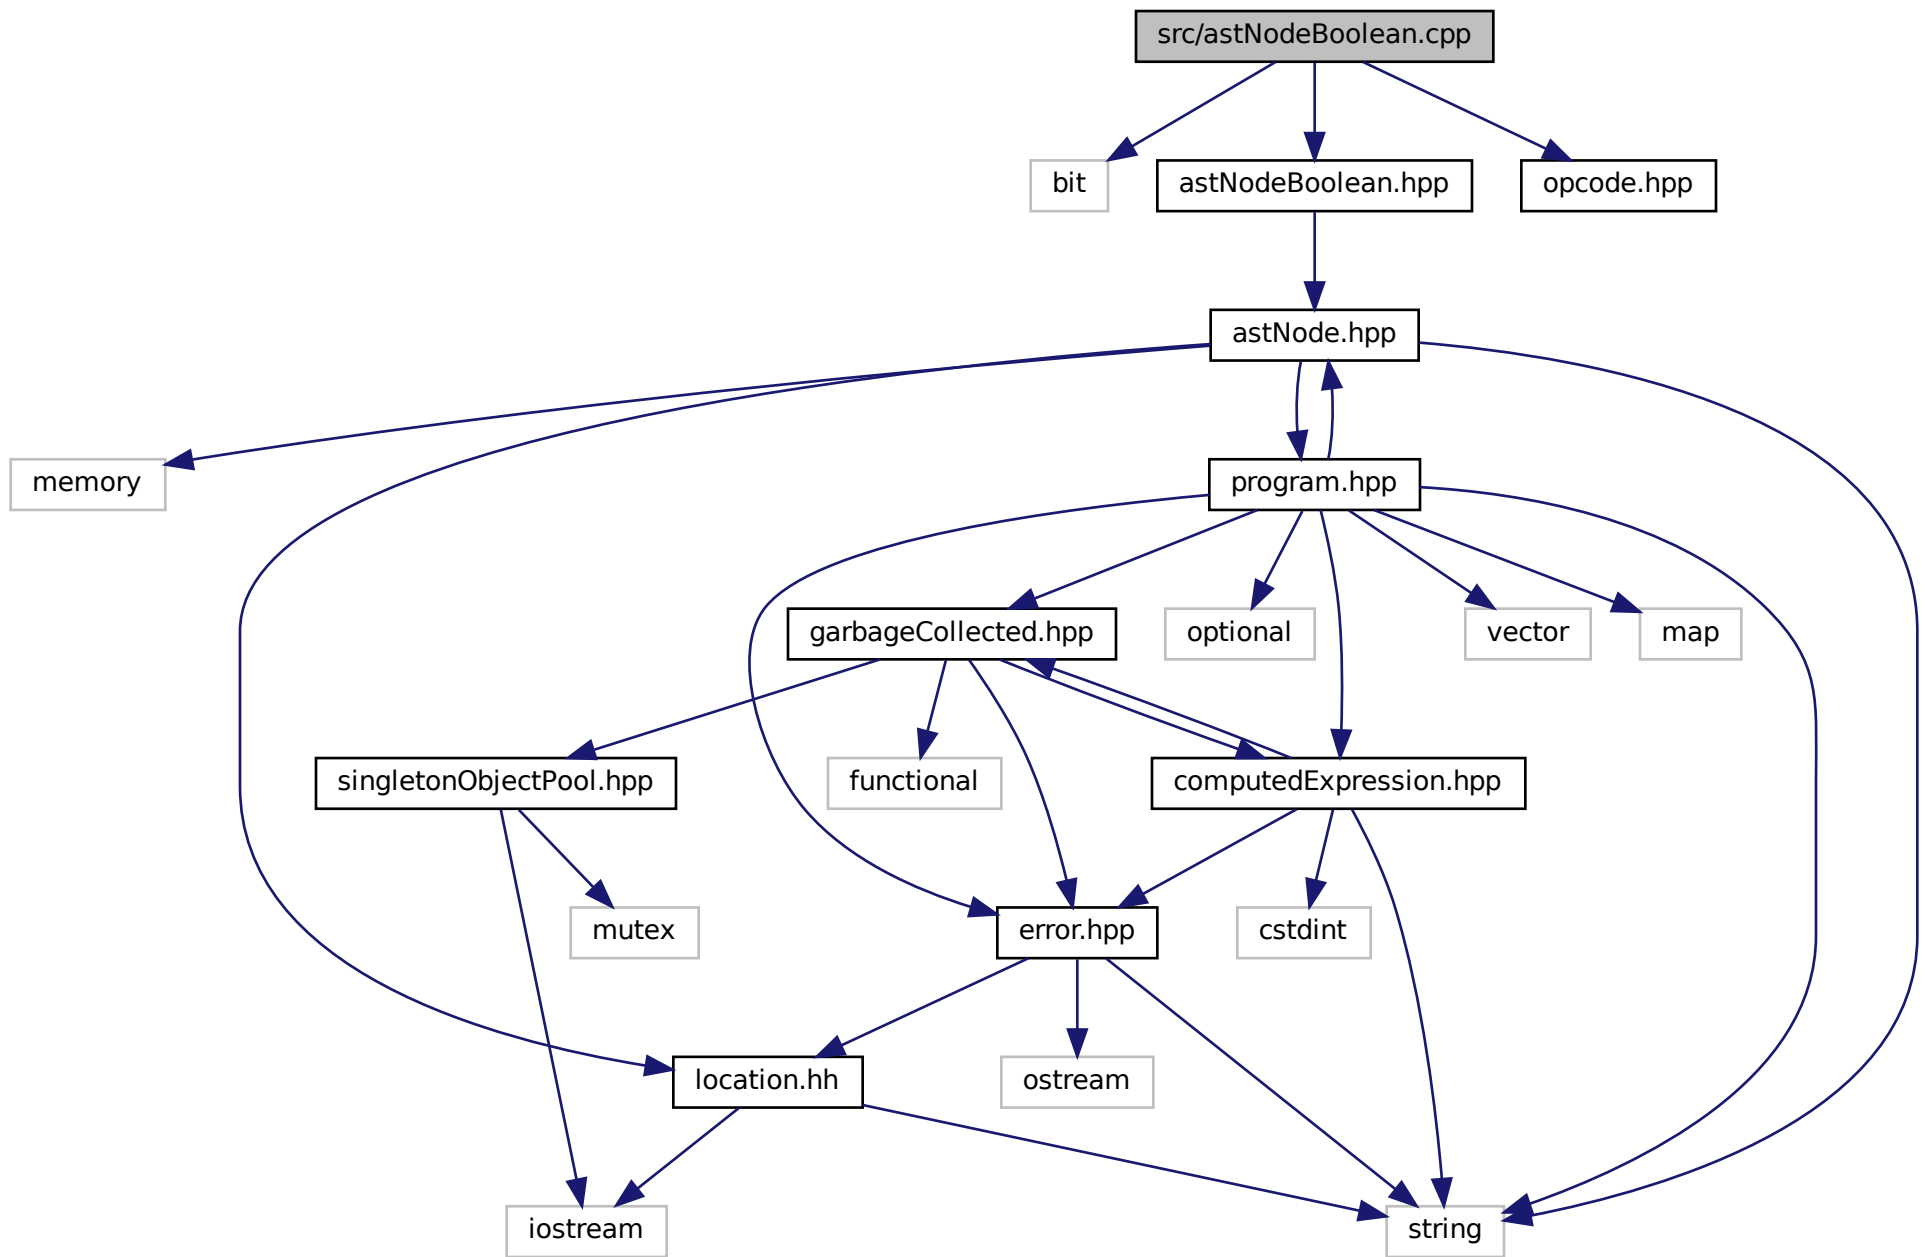 src/astNodeBoolean.cpp
bit
astNodeBoolean.hpp
opcode.hpp
astNode.hpp
memory
program.hpp
garbageCollected.hpp
optional
vector
map
singletonObjectPool.hpp
functional
computedExpression.hpp
mutex
error.hpp
cstdint
location.hh
ostream
iostream
string